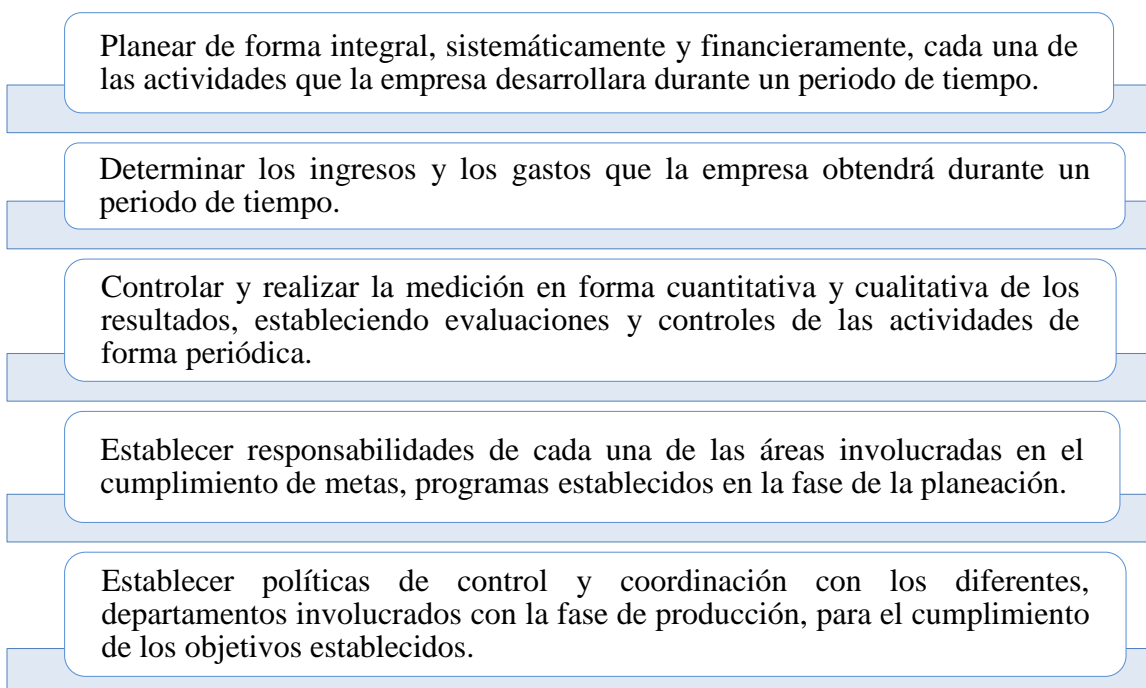 Planear de forma integral, sistemáticamente y financieramente, cada una de
las actividades que la empresa desarrollara durante un periodo de tiempo.
Determinar los ingresos y los gastos que la empresa obtendrá durante un
periodo de tiempo.
Controlar y realizar la medición en forma cuantitativa y cualitativa de los
resultados, estableciendo evaluaciones y controles de las actividades de
forma periódica.
Establecer responsabilidades de cada una de las áreas involucradas en el
cumplimiento de metas, programas establecidos en la fase de la planeación.
Establecer políticas de control y coordinación con los diferentes,
departamentos involucrados con la fase de producción, para el cumplimiento
de los objetivos establecidos.